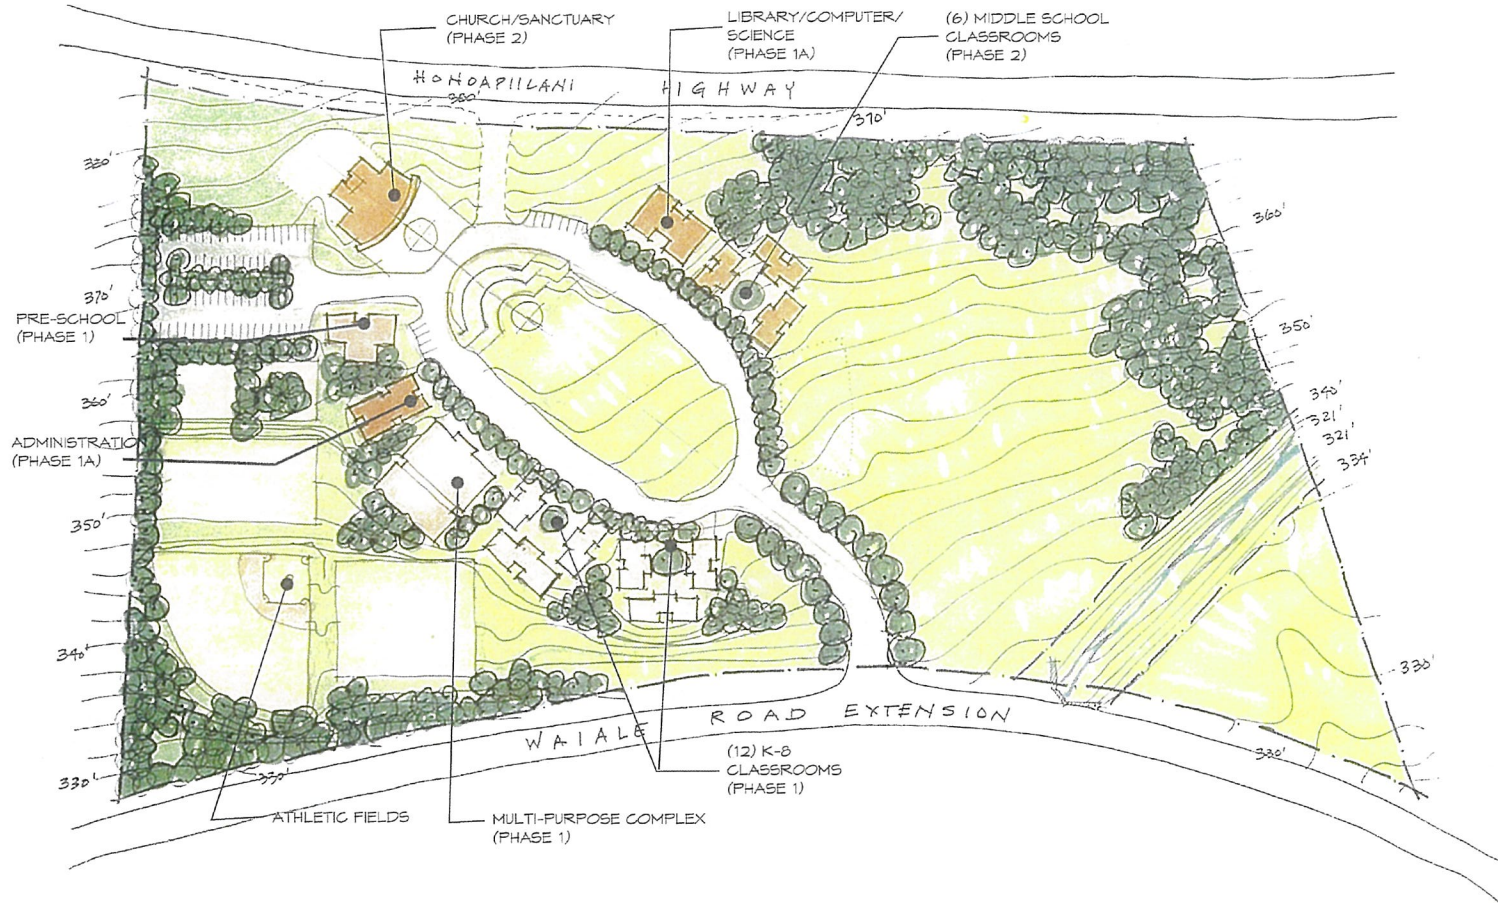 CHURCH/SANCTUARY
(PHASE 2)
LIBRARY/COMPUTER/
SCIENCE
(PHASE 1A)
(6) MIDDLE SCHOOL
CLASSROOMS
(PHASE 2)
HONOAPIILANI HIGHWAY
380'
370'
380'
360'
370'
PRE-SCHOOL
(PHASE 1)
350'
360'
340'
321'
321'
334'
ADMINISTRATION
(PHASE 1A)
350'
340'
330'
WAIALE ROAD EXTENSION
330'
330'
330'
(12) K-8
CLASSROOMS
(PHASE 1)
ATHLETIC FIELDS
MULTI-PURPOSE COMPLEX
(PHASE 1)